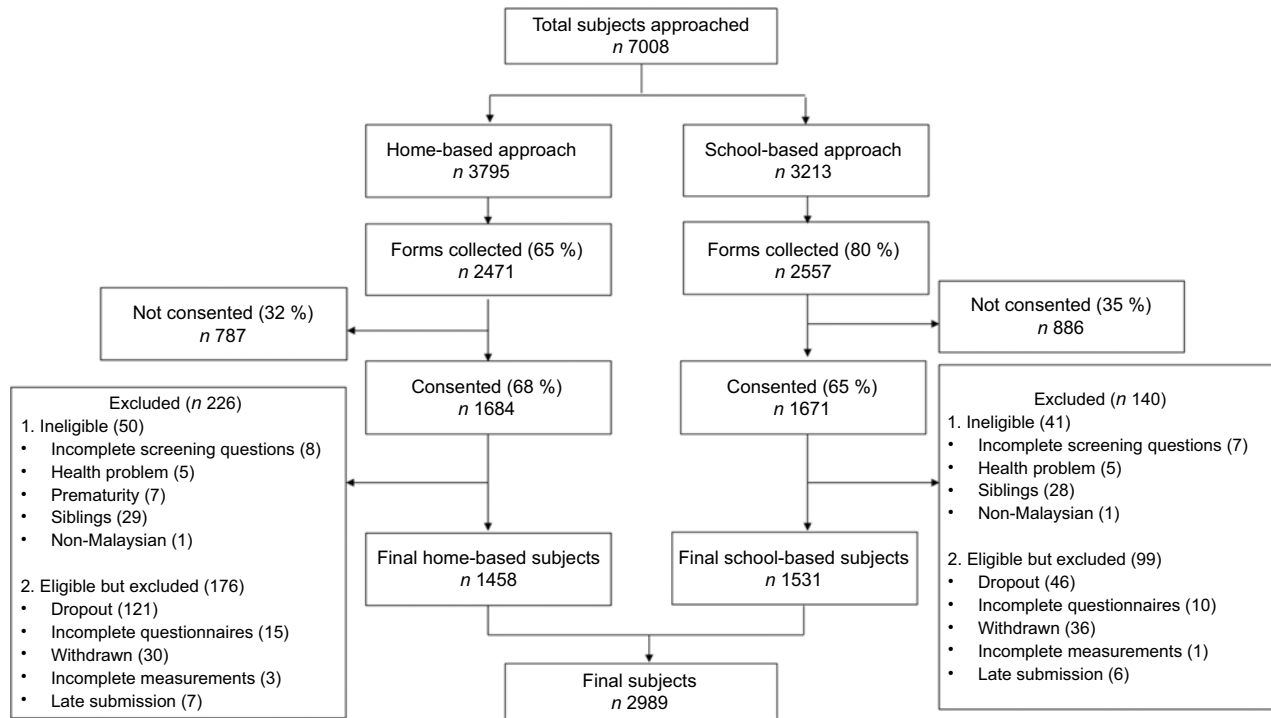 Total subjects approached
n 7008
Home-based approach
n 3795
School-based approach
n 3213
Forms collected (65 %)
n 2471
Forms collected (80 %)
n 2557
Not consented (32 %)
n 787
Not consented (35 %)
n 886
Consented (68 %)
n 1684
Consented (65 %)
n 1671
Excluded (n 226)
1. Ineligible (50)
• Incomplete screening questions (8)
• Health problem (5)
• Prematurity (7)
• Siblings (29)
• Non-Malaysian (1)
2. Eligible but excluded (176)
• Dropout (121)
• Incomplete questionnaires (15)
• Withdrawn (30)
• Incomplete measurements (3)
• Late submission (7)
Excluded (n 140)
1. Ineligible (41)
• Incomplete screening questions (7)
• Health problem (5)
• Siblings (28)
• Non-Malaysian (1)
2. Eligible but excluded (99)
• Dropout (46)
• Incomplete questionnaires (10)
• Withdrawn (36)
• Incomplete measurements (1)
• Late submission (6)
Final home-based subjects
n 1458
Final school-based subjects
n 1531
Final subjects
n 2989